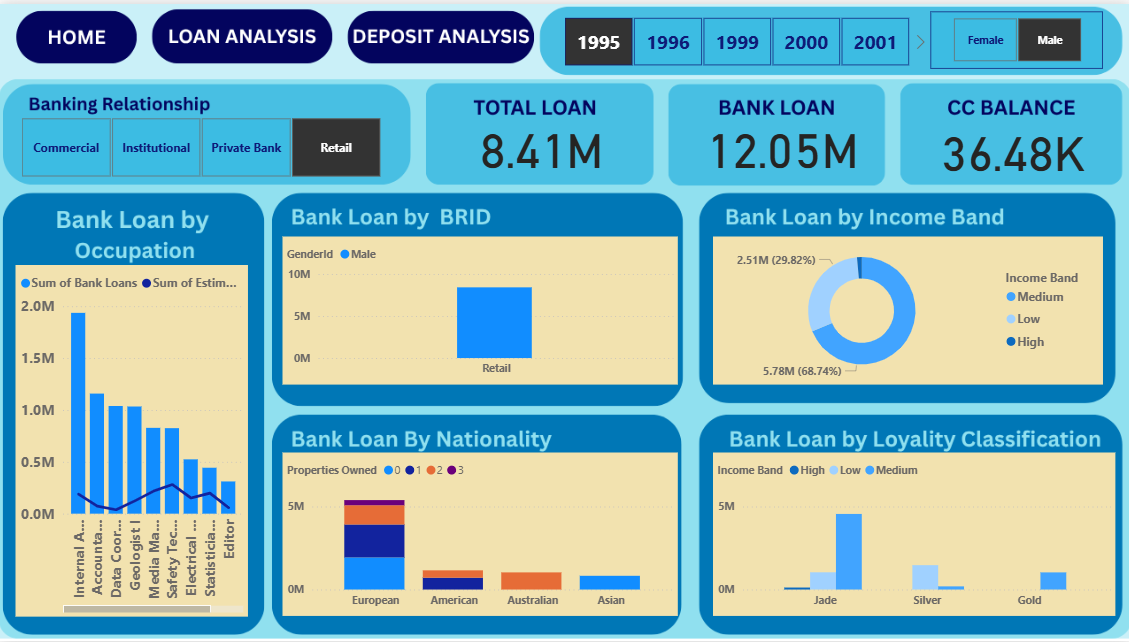 HOME
LOAN ANALYSIS
DEPOSIT ANALYSIS
1995
1996
1999
2000
2001
Female
Male
Banking Relationship
Commercial
Institutional
Private Bank
Retail
TOTAL LOAN
8.41M
BANK LOAN
12.05M
CC BALANCE
36.48K
Bank Loan by
Occupation
Sum of Bank Loans Sum of Estim...
2.0M
1.5M
1.0M
0.5M
0.0M
Internal A...
Accounta...
Data Coor...
Geologist I
Media Ma...
Safety Tec...
Electrical ...
Statisticia...
Editor
Bank Loan by BRID
GenderId Male
10M
5M
0M
Retail
Bank Loan by Income Band
2.51M (29.82%)
5.78M (68.74%)
Income Band
Medium
Low
High
Bank Loan By Nationality
Properties Owned 0 1 2 3
5M
0M
European
American
Australian
Asian
Bank Loan by Loyality Classification
Income Band High Low Medium
5M
0M
Jade
Silver
Gold